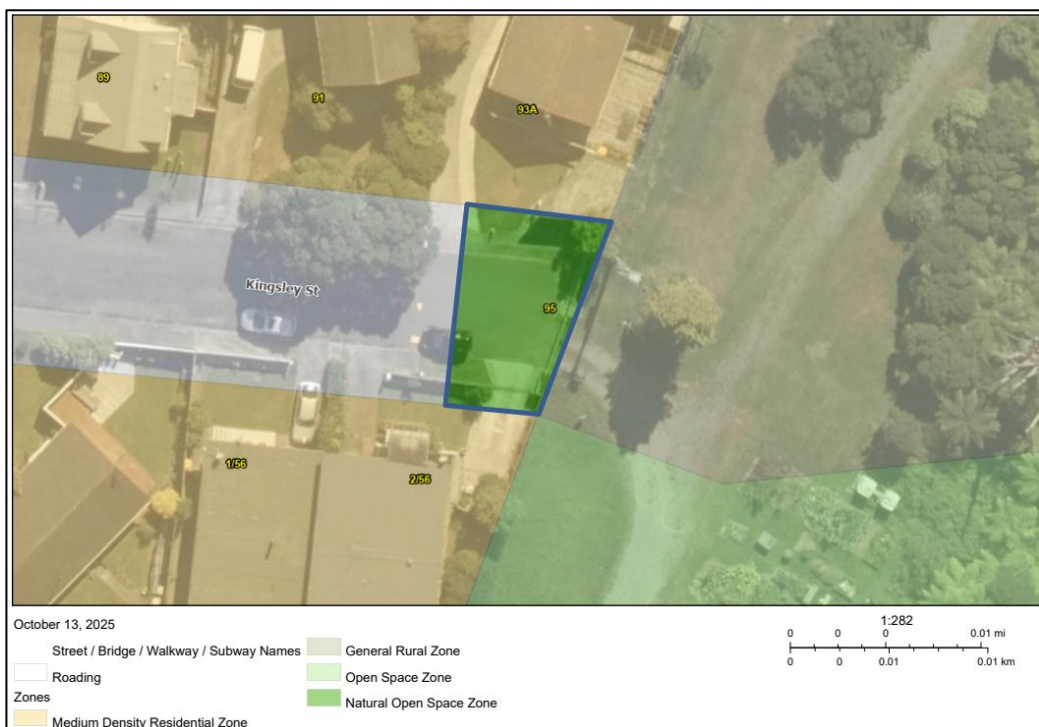 89
91
93A
Kingsley St
95
1/56
2/56
October 13, 2025
Street / Bridge / Walkway / Subway Names
Roading
Zones
Medium Density Residential Zone
General Rural Zone
Open Space Zone
Natural Open Space Zone
1:282
0 0 0 0.01 mi
0 0 0.01 0.01 km